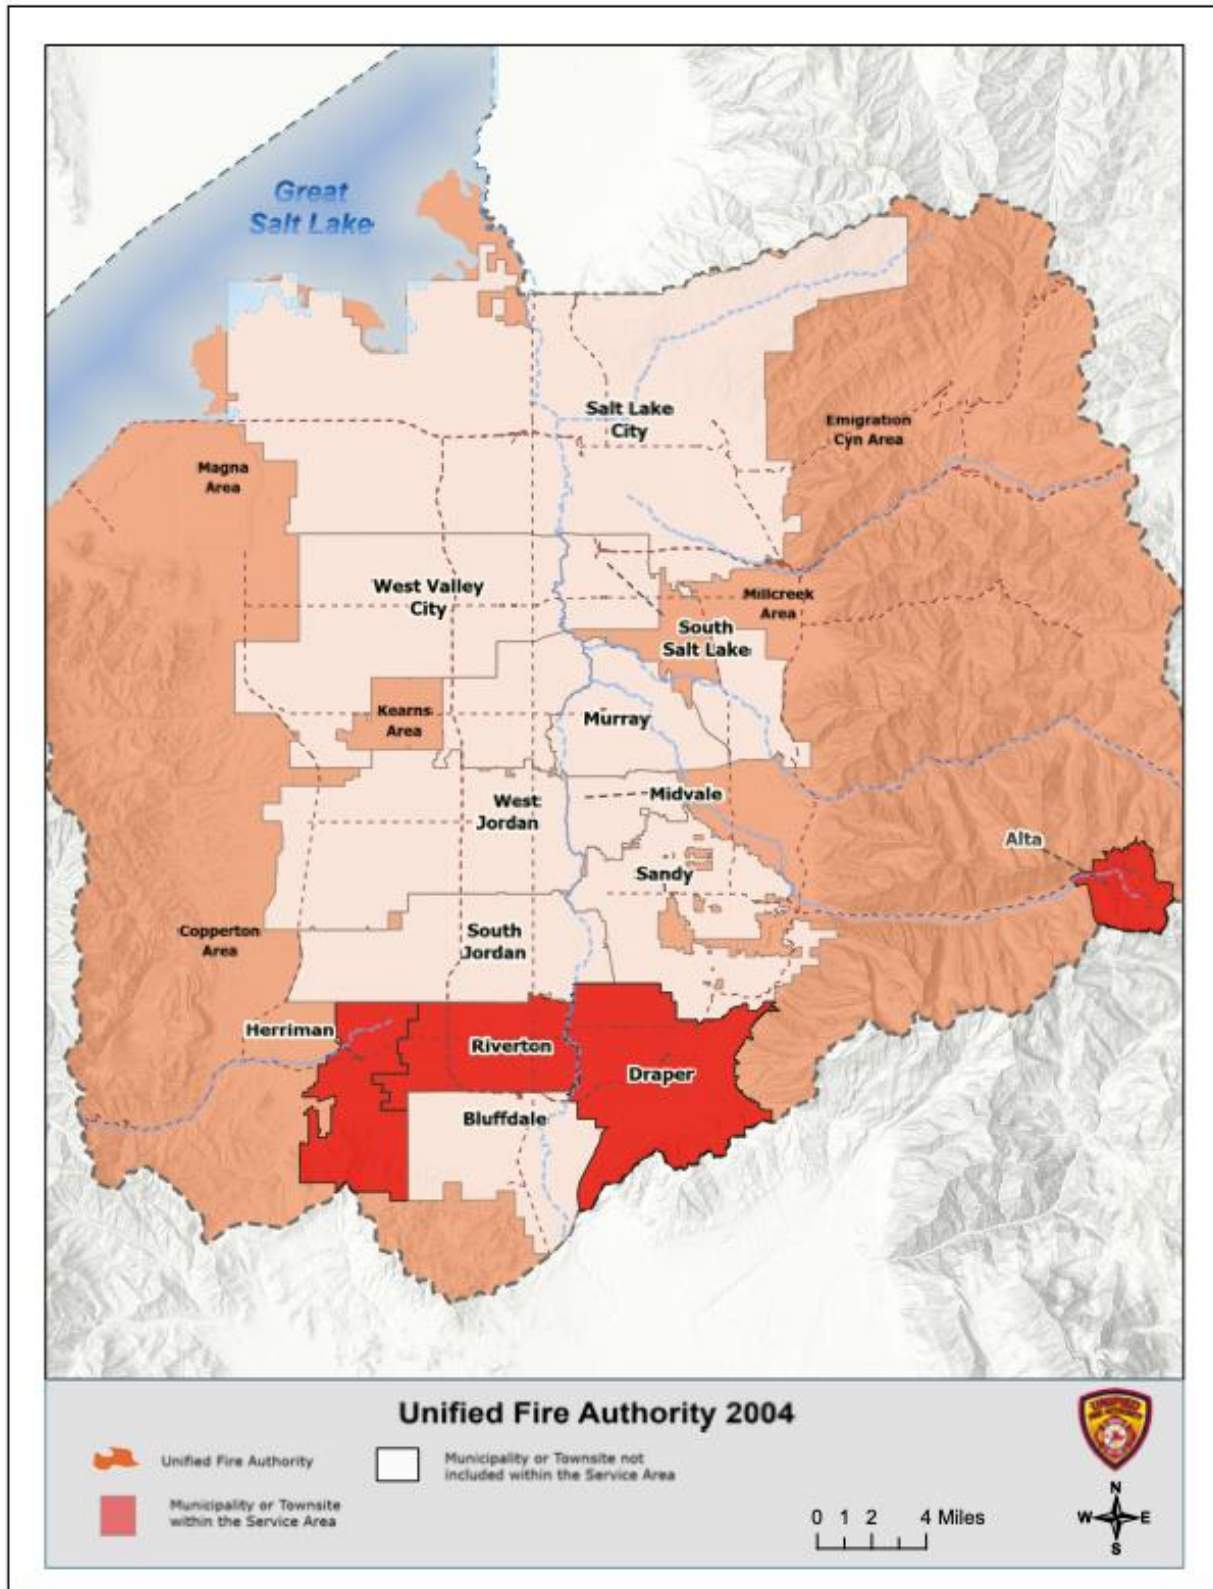 Great
Salt Lake
Salt Lake
City
Emigration
Cyn Area
Magna
Area
West Valley
City
Millcreek
Area
South
Salt Lake
Kearns
Area
Murray
West
Jordan
Midvale
Alta
Sandy
Copperton
Area
South
Jordan
Herriman
Riverton
Draper
Bluffdale
Unified Fire Authority 2004
Unified Fire Authority
Municipality or Townsite not
included within the Service Area
Municipality or Townsite
within the Service Area
0 1 2 4 Miles
UNIFIED
FIRE AUTHORITY
N
W E
S